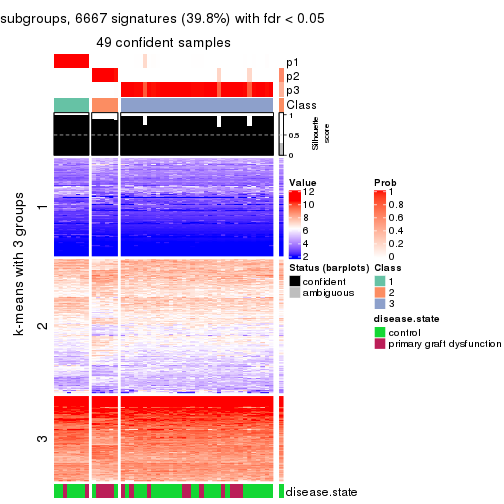 subgroups, 6667 signatures (39.8%) with fdr < 0.05
49 confident samples
p1
p2
p3
Class
1
0.5
0
Silhouette
score
k-means with 3 groups
1
2
3
Value
12
10
8
6
4
2
Prob
1
0.8
0.6
0.4
0.2
0
Status (barplots)
confident
ambiguous
Class
1
2
3
disease.state
control
primary graft dysfunction
disease.state